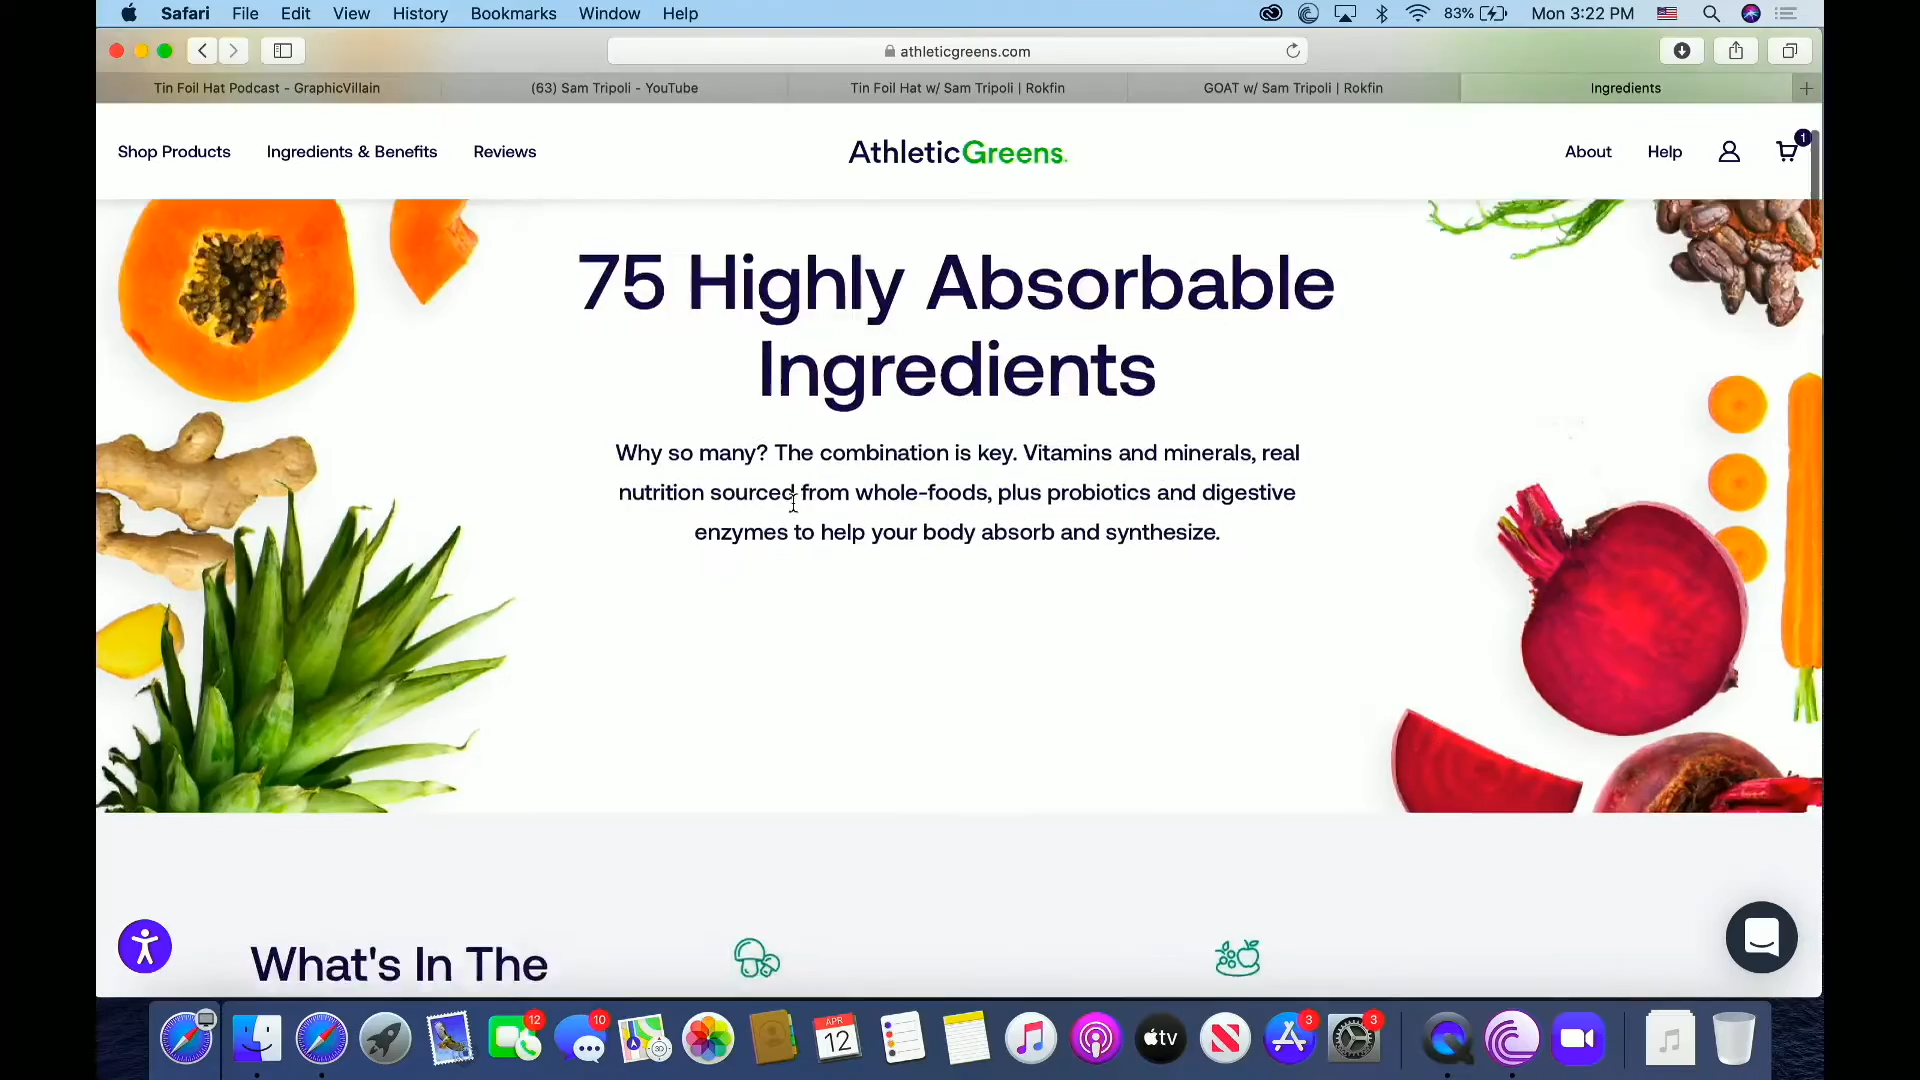 Safari File Edit View History Bookmarks Window Help 83% Mon 3:22 PM
athleticgreens.com
Tin Foil Hat Podcast - GraphicVillain (63) Sam Tripoli - YouTube Tin Foil Hat w/ Sam Tripoli | Rokfin GOAT w/ Sam Tripoli | Rokfin Ingredients
Shop Products Ingredients & Benefits Reviews AthleticGreens. About Help 1
75 Highly Absorbable
Ingredients
Why so many? The combination is key. Vitamins and minerals, real
nutrition sourced from whole-foods, plus probiotics and digestive
enzymes to help your body absorb and synthesize.
What's In The
12 10 APR 12 tv 3 3
3D